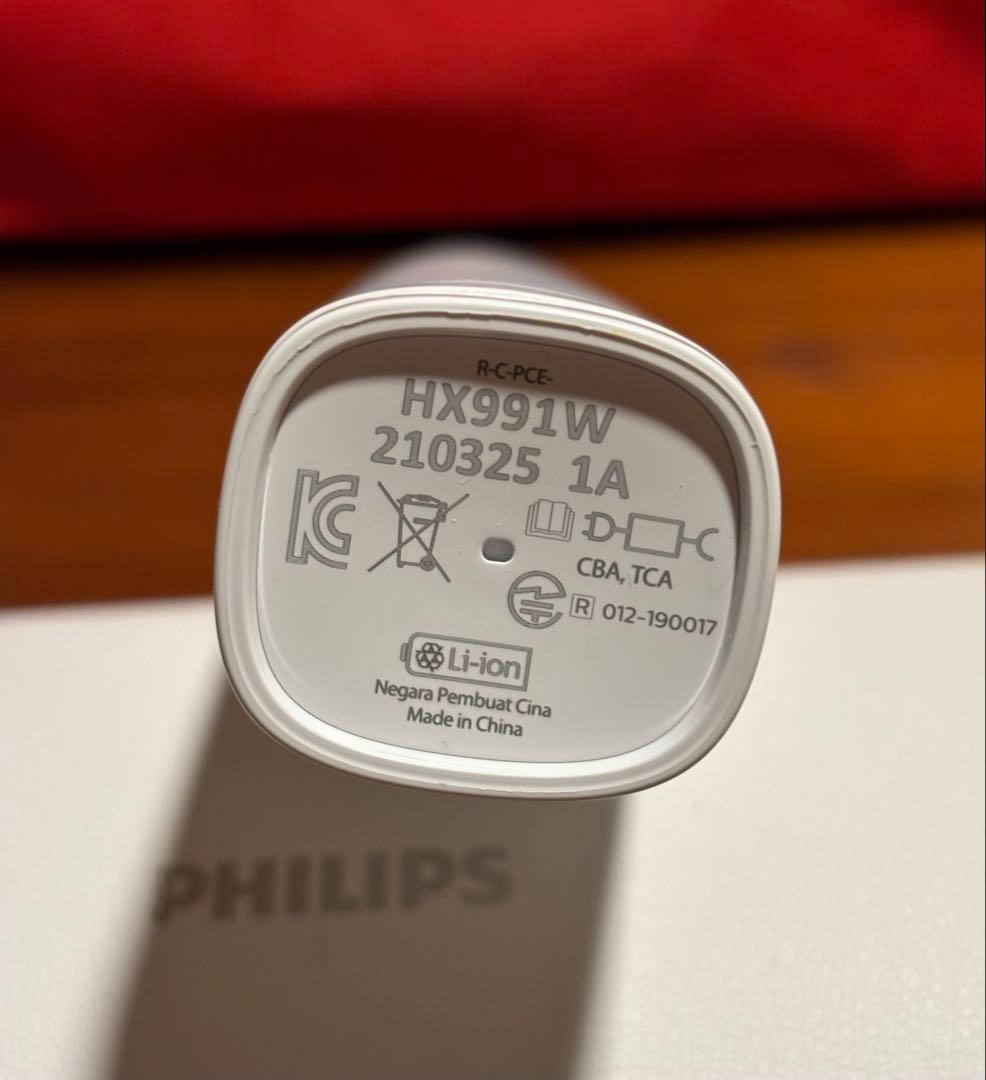 R-C-PCE-
HX991W
210325 1A
CBA, TCA
R 012-190017
Li-ion
Negara Pembuat Cina
Made in China
PHILIPS